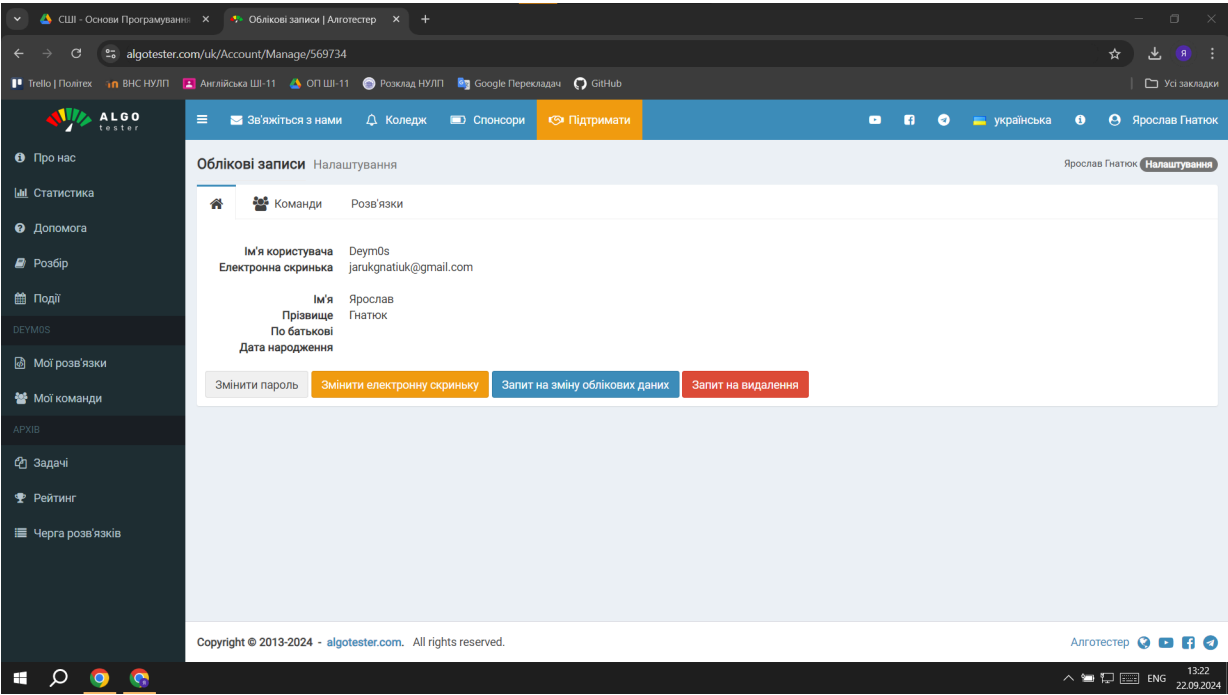 СШІ - Основи Програмування
Облікові записи | Алготестер
algotester.com/uk/Account/Manage/569734
Я
Trello | Політех
ВНС НУЛП
Англійська ШІ-11
ОП ШІ-11
Розклад НУЛП
Google Перекладач
GitHub
Усі закладки
ALGO
tester
Зв'яжіться з нами
Коледж
Спонсори
Підтримати
українська
Ярослав Гнатюк
Про нас
Статистика
Допомога
Розбір
Події
DEYM0S
Мої розв'язки
Мої команди
АРХІВ
Задачі
Рейтинг
Черга розв'язків
Облікові записи Налаштування
Ярослав Гнатюк Налаштування
Команди
Розв'язки
Ім'я користувача Deym0s
Електронна скринька jarukgnatiuk@gmail.com
Ім'я Ярослав
Прізвище Гнатюк
По батькові
Дата народження
Змінити пароль
Змінити електронну скриньку
Запит на зміну облікових даних
Запит на видалення
Copyright © 2013-2024 - algotester.com. All rights reserved.
Алготестер
ENG
13:22
22.09.2024